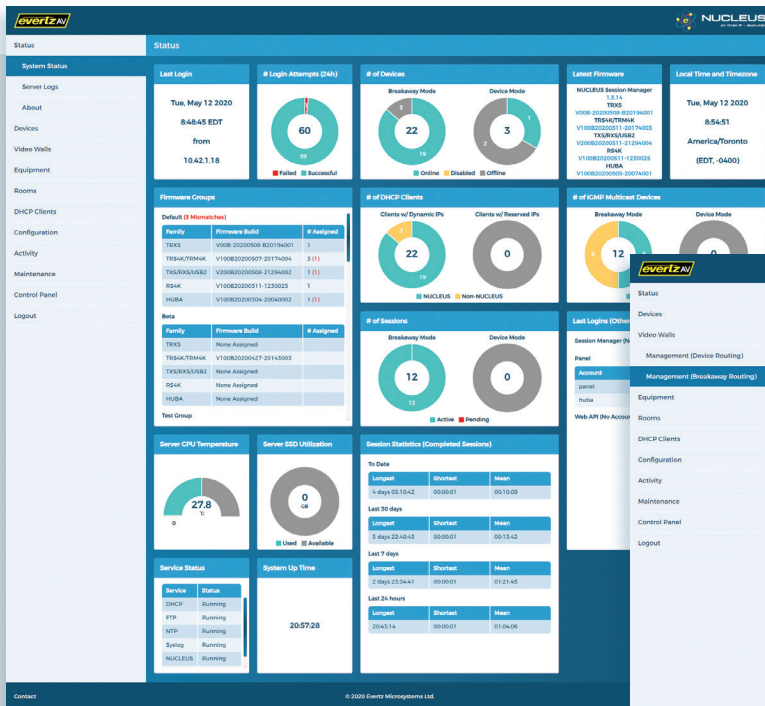 evertz AV
NUCLEUS
Status
System Status
Server Logs
About
Devices
Video Walls
Equipment
Rooms
DHCP Clients
Configuration
Activity
Maintenance
Control Panel
Logout
Status
Last Login
Tue, May 12 2020
8:48:45 EDT
from
10.42.1.18
# Login Attempts (24h)
1
60
59
Failed Successful
# of Devices
Breakaway Mode Device Mode
3
22
19
1
3
2
Online Disabled Offline
Latest Firmware
NUCLEUS Session Manager
1.3.14
TRXS
V00B-20200508-B20194001
TRS4K/TRM4K
V100B20200511-20174003
TXS/RXS/USB2
V200B20200511-21294004
RS4K
V100B20200511-1230025
HUBA
V100B20200505-20074001
Local Time and Timezone
Tue, May 12 2020
8:54:51
America/Toronto
(EDT, -0400)
Firmware Groups
Default (3 Mismatches)
Family Firmware Build # Assigned
TRXS V00B-20200508-B20194001 1
TRS4K/TRM4K V100B20200507-20174004 3 (1)
TXS/RXS/USB2 V200B20200508-21294002 1 (1)
RS4K V100B20200511-1230025 1
HUBA V100B20200304-20040002 1 (1)
Beta
Family Firmware Build # Assigned
TRXS None Assigned
TRS4K/TRM4K V100B20200427-20143003
TXS/RXS/USB2 None Assigned
RS4K None Assigned
HUBA None Assigned
Test Group
# of DHCP Clients
Clients w/ Dynamic IPs Clients w/ Reserved IPs
3
22
19
0
NUCLEUS Non-NUCLEUS
# of IGMP Multicast Devices
Breakaway Mode Device Mode
6
12
0
# of Sessions
Breakaway Mode Device Mode
12
12
0
Active Pending
Last Logins (Other
Session Manager (N
Panel
Account
panel
huba
Web API (No Accou
Server CPU Temperature
27.8
°C
0
Server SSD Utilization
0
GB
Used Available
Session Statistics (Completed Sessions)
To Date
Longest Shortest Mean
4 days 03:10:42 00:00:01 00:10:09
Last 30 days
Longest Shortest Mean
3 days 22:40:43 00:00:01 00:13:42
Last 7 days
Longest Shortest Mean
2 days 23:34:41 00:00:01 01:21:45
Last 24 hours
Longest Shortest Mean
20:43:14 00:00:01 01:04:06
Service Status
Service Status
DHCP Running
FTP Running
NTP Running
Syslog Running
NUCLEUS Running
System Up Time
20:57:28
evertz AV
Status
Devices
Video Walls
Management (Device Routing)
Management (Breakaway Routing)
Equipment
Rooms
DHCP Clients
Configuration
Activity
Maintenance
Control Panel
Logout
Contact
© 2020 Evertz Microsystems Ltd.